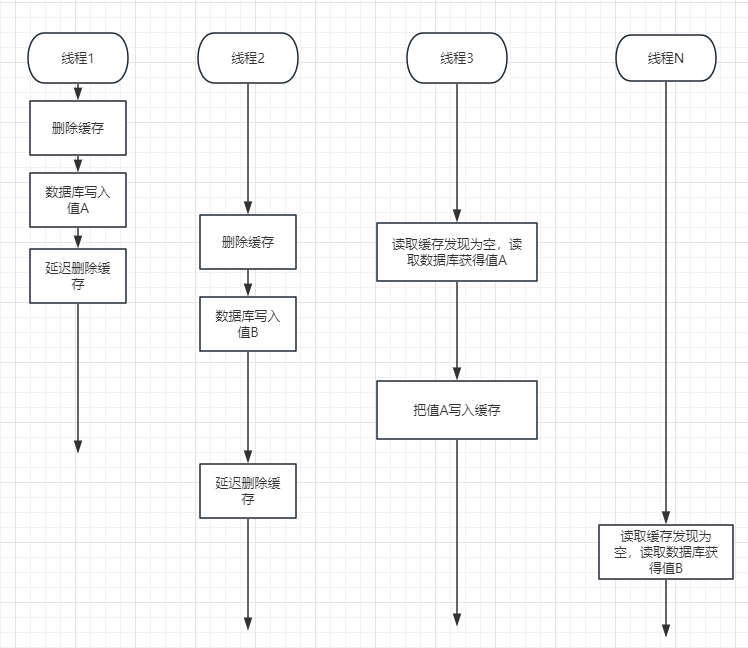 线程1
线程2
线程3
线程N
删除缓存
数据库写入
值A
延迟删除缓
存
删除缓存
数据库写入
值B
延迟删除缓
存
读取缓存发现为空，读
取数据库获得值A
把值A写入缓存
读取缓存发现为
空，读取数据库获
得值B